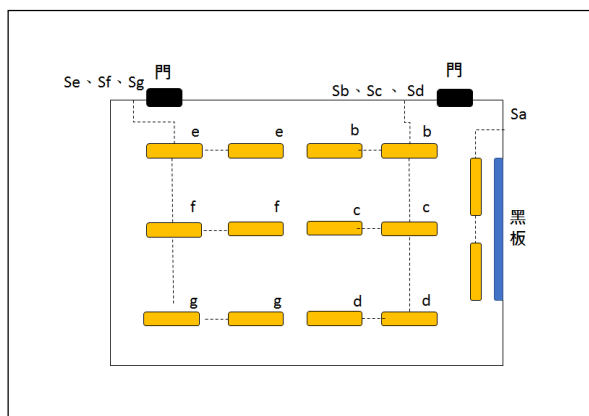 門
門
Se、Sf、Sg
Sb、Sc、Sd
Sa
e e b b
f f c c
g g d d
黑板